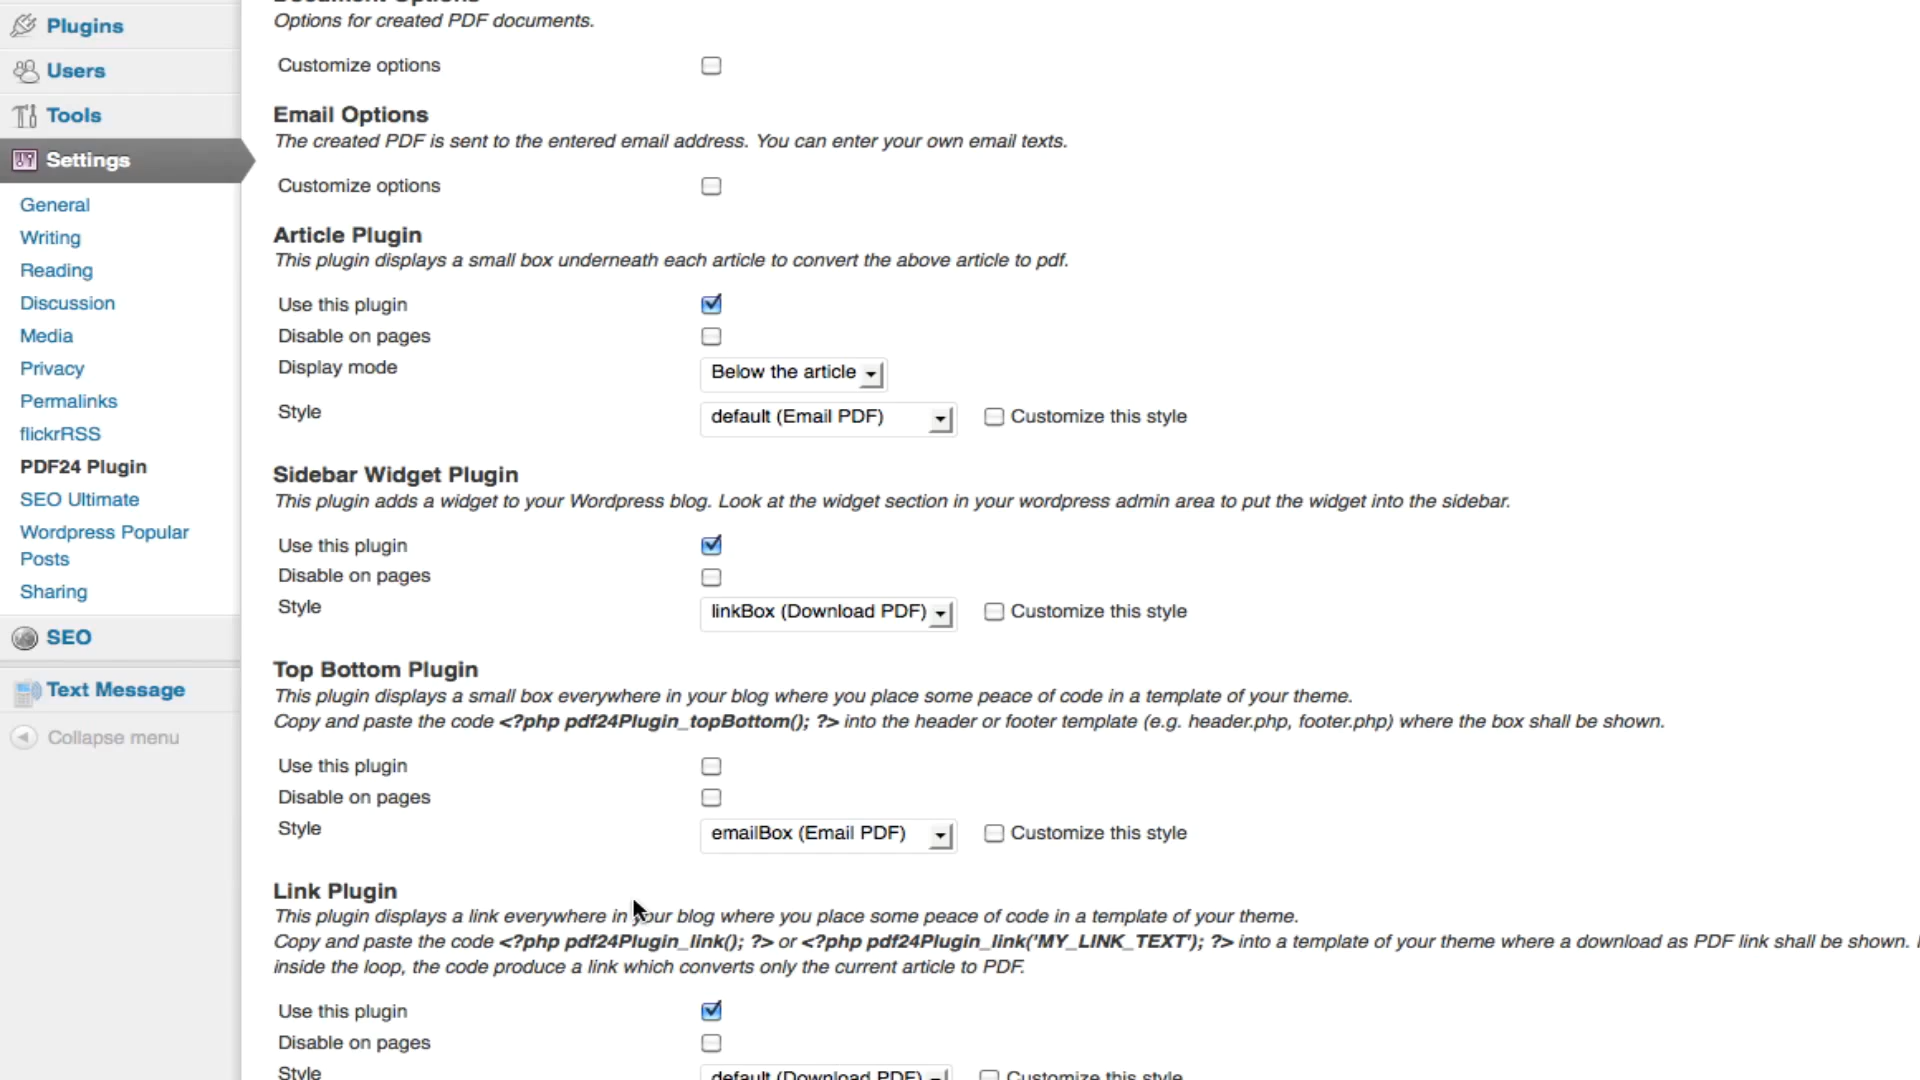 Plugins
Users
Tools
Settings
General
Writing
Reading
Discussion
Media
Privacy
Permalinks
flickrRSS
PDF24 Plugin
SEO Ultimate
Wordpress Popular
Posts
Sharing
SEO
Text Message
Collapse menu
Document Options
Options for created PDF documents.
Customize options
Email Options
The created PDF is sent to the entered email address. You can enter your own email texts.
Customize options
Article Plugin
This plugin displays a small box underneath each article to convert the above article to pdf.
Use this plugin
Disable on pages
Display mode Below the article
Style default (Email PDF) Customize this style
Sidebar Widget Plugin
This plugin adds a widget to your Wordpress blog. Look at the widget section in your wordpress admin area to put the widget into the sidebar.
Use this plugin
Disable on pages
Style linkBox (Download PDF) Customize this style
Top Bottom Plugin
This plugin displays a small box everywhere in your blog where you place some peace of code in a template of your theme.
Copy and paste the code <?php pdf24Plugin_topBottom(); ?> into the header or footer template (e.g. header.php, footer.php) where the box shall be shown.
Use this plugin
Disable on pages
Style emailBox (Email PDF) Customize this style
Link Plugin
This plugin displays a link everywhere in your blog where you place some peace of code in a template of your theme.
Copy and paste the code <?php pdf24Plugin_link(); ?> or <?php pdf24Plugin_link('MY_LINK_TEXT'); ?> into a template of your theme where a download as PDF link shall be shown.
inside the loop, the code produce a link which converts only the current article to PDF.
Use this plugin
Disable on pages
Style default (Download PDF) Customize this style